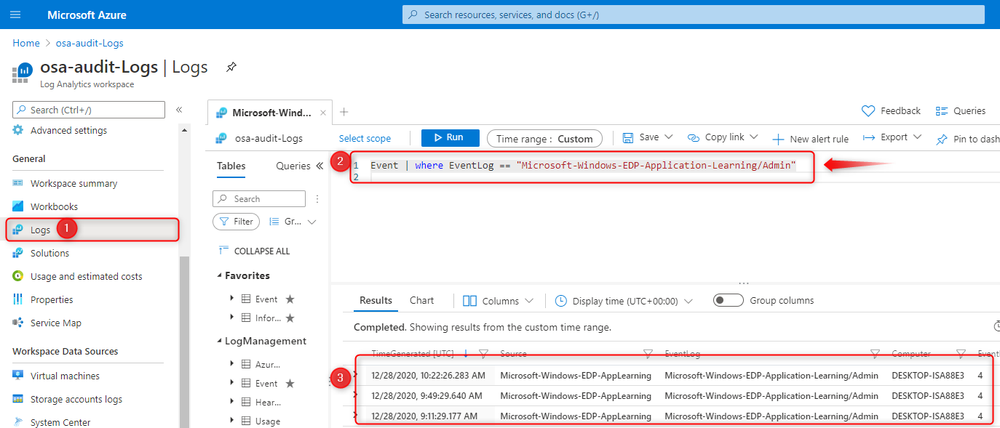 Microsoft Azure
Search resources, services, and docs (G+/)
Home > osa-audit-Logs
osa-audit-Logs | Logs
Log Analytics workspace
Search (Ctrl+/)
«
Advanced settings
General
Workspace summary
Workbooks
Logs
1
Solutions
Usage and estimated costs
Properties
Service Map
Workspace Data Sources
Virtual machines
Storage accounts logs
System Center
Microsoft-Wind...
Feedback
Queries
osa-audit-Logs
Select scope
Run
Time range : Custom
Save
Copy link
New alert rule
Export
Pin to dash
Tables
Queries
«
Search
Filter
Gr...
COLLAPSE ALL
Favorites
Event
Infor...
LogManagement
Azur...
Event
Hear...
Usage
2
1 Event | where EventLog == "Microsoft-Windows-EDP-Application-Learning/Admin"
2
Results
Chart
Columns
Display time (UTC+00:00)
Group columns
Completed. Showing results from the custom time range.
TimeGenerated [UTC] Source EventLog Computer EventL
3
12/28/2020, 10:22:26.283 AM Microsoft-Windows-EDP-AppLearning Microsoft-Windows-EDP-Application-Learning/Admin DESKTOP-ISA88E3 4
12/28/2020, 9:49:29.640 AM Microsoft-Windows-EDP-AppLearning Microsoft-Windows-EDP-Application-Learning/Admin DESKTOP-ISA88E3 4
12/28/2020, 9:11:29.177 AM Microsoft-Windows-EDP-AppLearning Microsoft-Windows-EDP-Application-Learning/Admin DESKTOP-ISA88E3 4